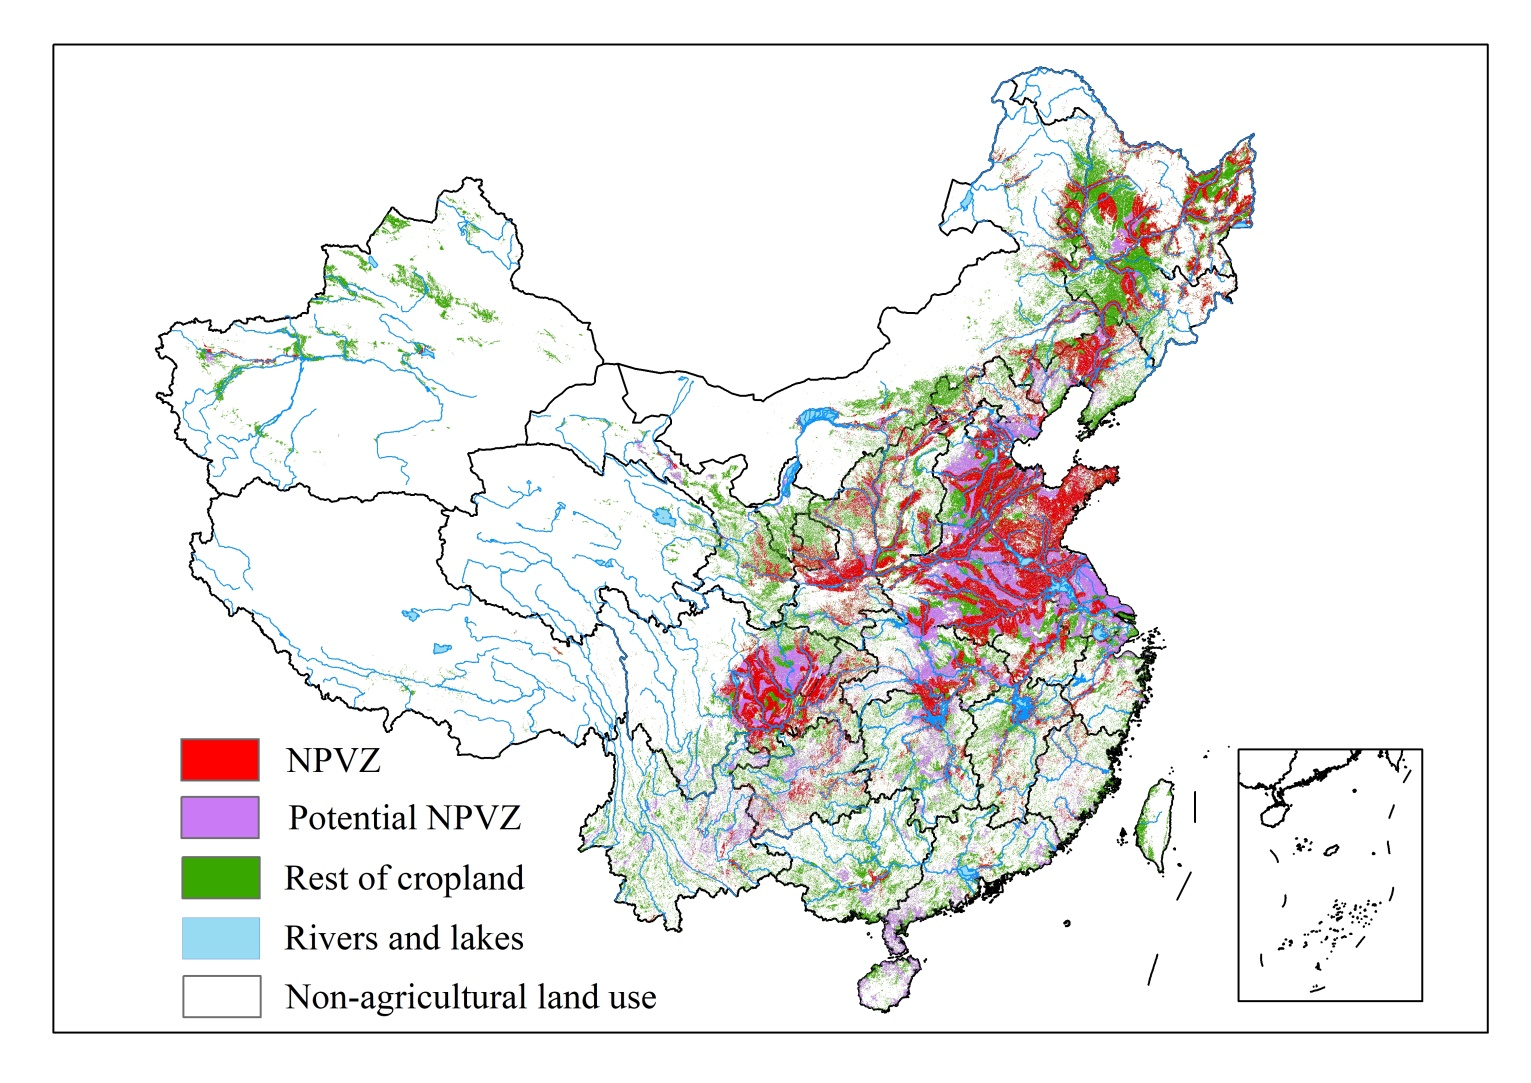 NPVZ
Potential NPVZ
Rest of cropland
Rivers and lakes
Non-agricultural land use